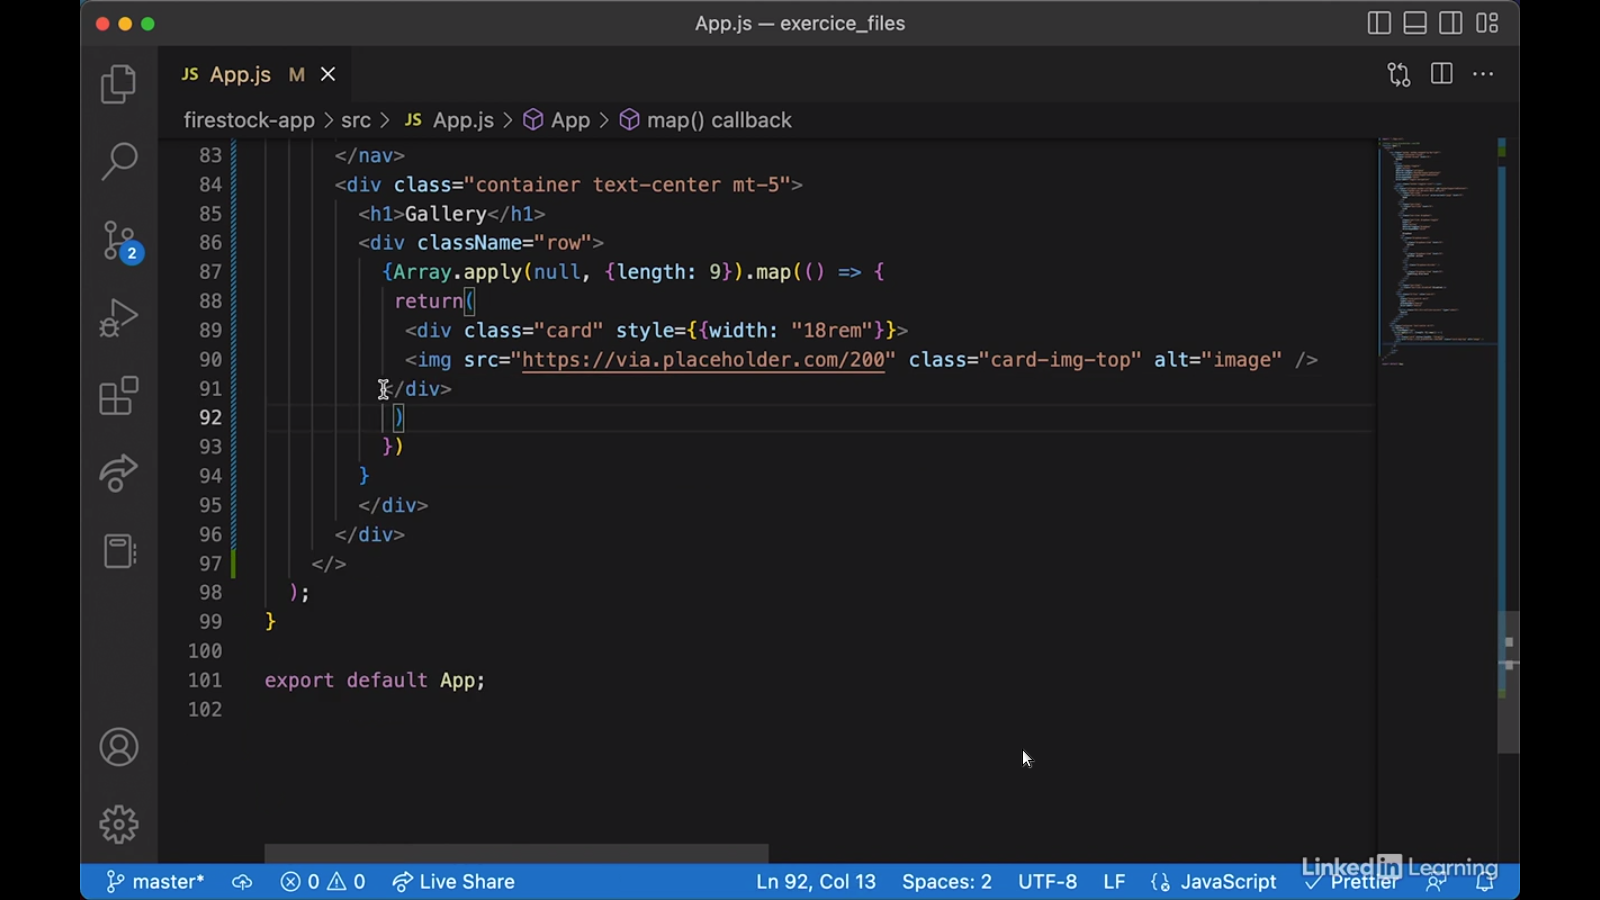 App.js — exercice_files
JS App.js M
firestock-app > src > JS App.js > App > map() callback
83 </nav>
84 <div class="container text-center mt-5">
85 <h1>Gallery</h1>
86 <div className="row">
87 {Array.apply(null, {length: 9}).map(() => {
88 return(
89 <div class="card" style={{width: "18rem"}}>
90 <img src="https://via.placeholder.com/200" class="card-img-top" alt="image" />
91 </div>
92 )
93 })
94 }
95 </div>
96 </div>
97 </>
98 );
99 }
100
101 export default App;
102
2
LinkedIn Learning
master* 0 0 Live Share Ln 92, Col 13 Spaces: 2 UTF-8 LF JavaScript Prettier